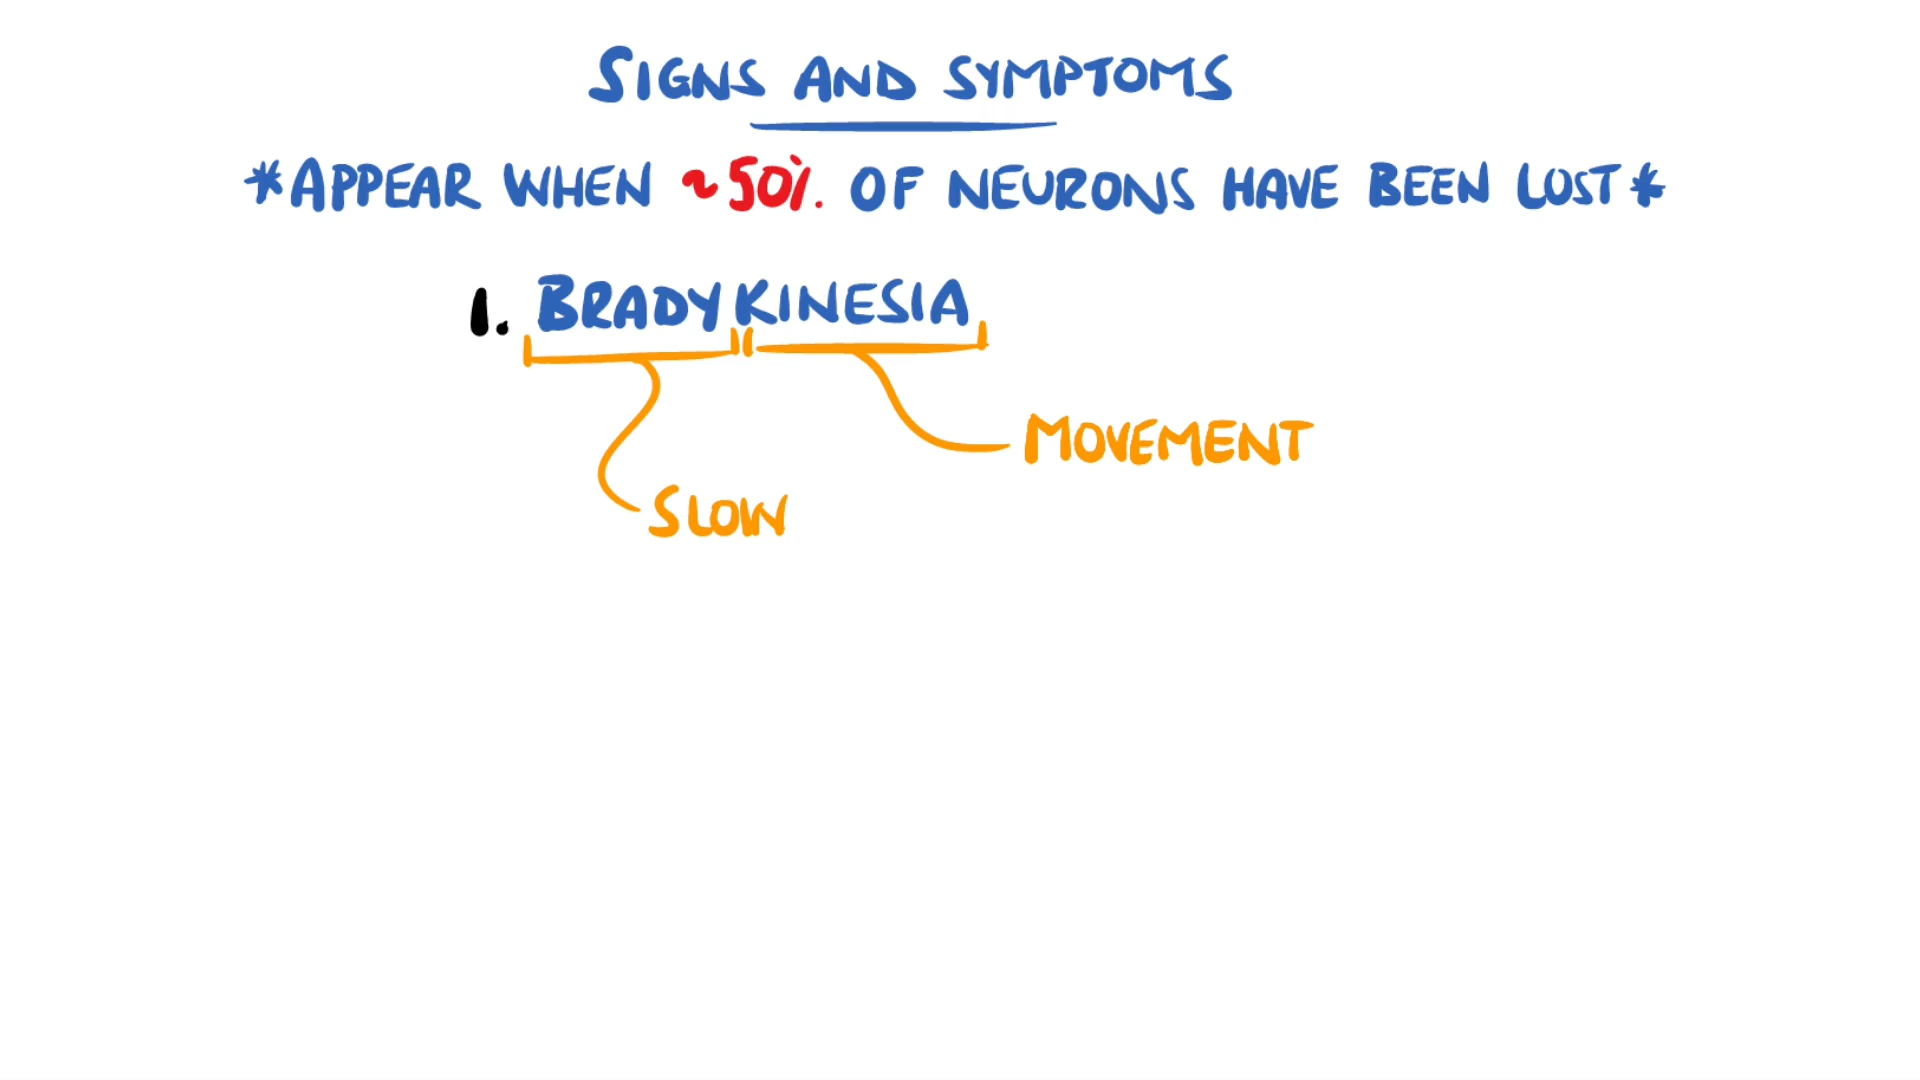 SIGNS AND SYMPTOMS
*APPEAR WHEN ~50% OF NEURONS HAVE BEEN LOST*
1. BRADYKINESIA
MOVEMENT
SLOW